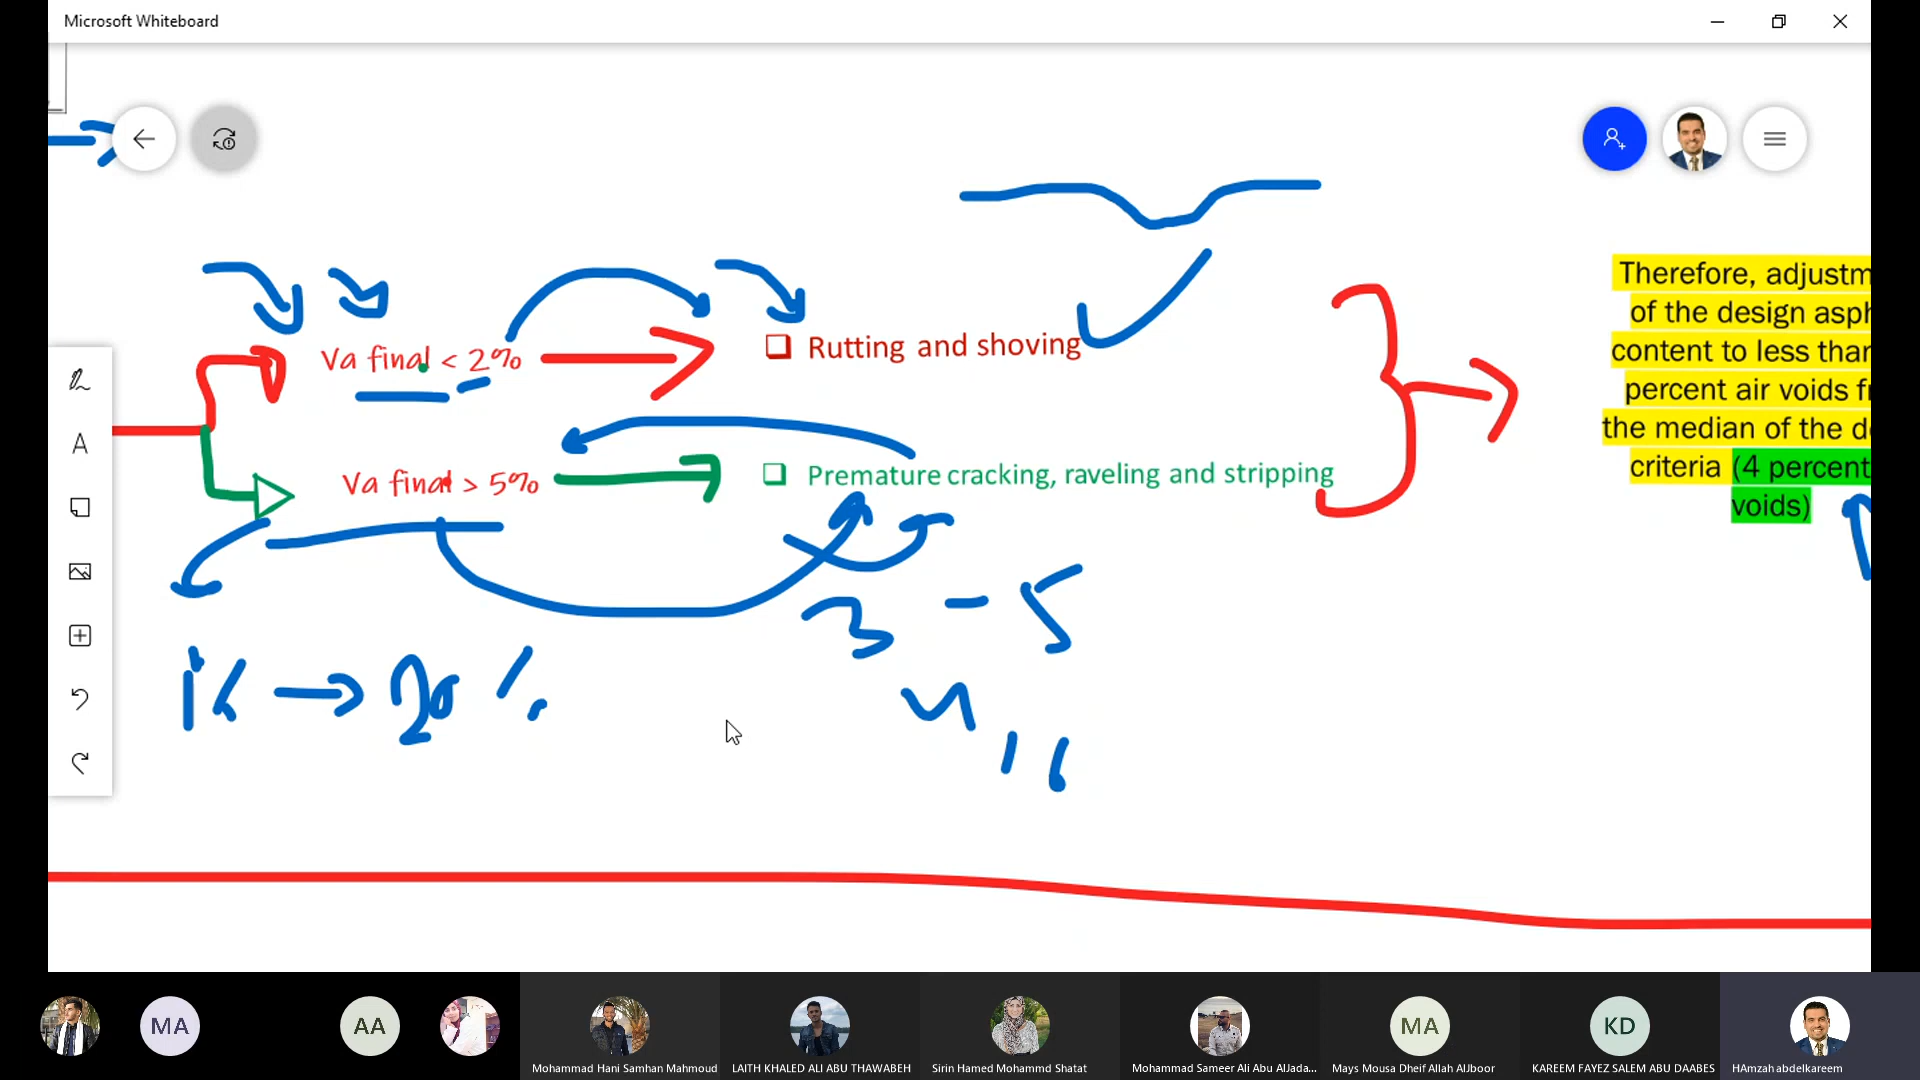 Microsoft Whiteboard
Therefore, adjustm
of the design asph
content to less than
percent air voids f
the median of the d
criteria (4 percent
voids)
Va final < 2%
❑ Rutting and shoving
Va final > 5%
❑ Premature cracking, raveling and stripping
3 - 5
20 %
A
MA
AA
MA
KD
Mohammad Hani Samhan Mahmoud
LAITH KHALED ALI ABU THAWABEH
Sirin Hamed Mohammd Shatat
Mohammad Sameer Ali Abu AlJada...
Mays Mousa Dheif Allah AlJboor
KAREEM FAYEZ SALEM ABU DAABES
HAmzah abdelkareem